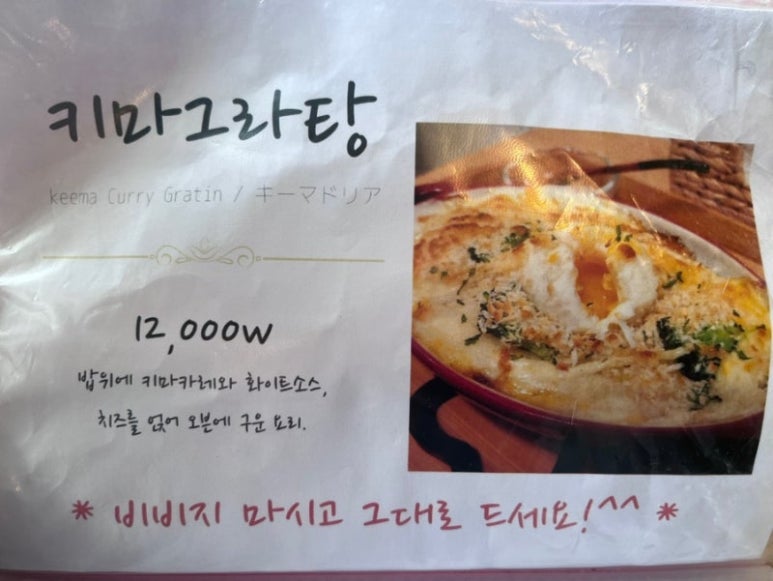 키마그라탕
keema Curry Gratin / キーマドリア
12,000w
밥위에 키마카레와 화이트소스,
치즈를 얹어 오븐에 구운 요리.
* 비비지 마시고 그대로 드세요!^^ *